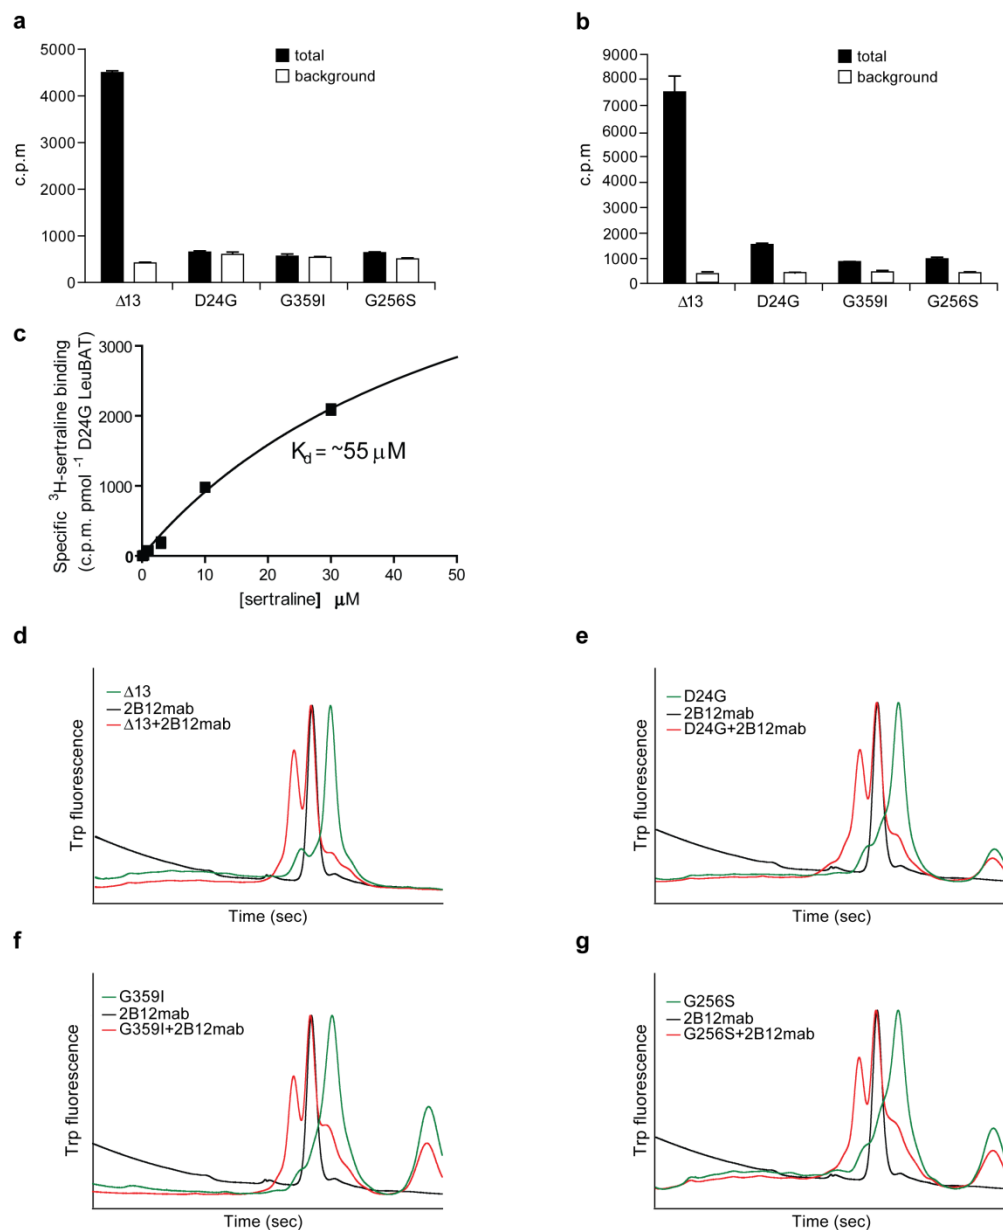 a
5000
4000
3000
2000
1000
0
c.p.m
total
background
Δ13
D24G
G359I
G256S
b
9000
8000
7000
6000
5000
4000
3000
2000
1000
0
c.p.m
total
background
Δ13
D24G
G359I
G256S
c
Specific ³H-sertraline binding
(c.p.m. pmol ⁻¹ D24G LeuBAT)
3000
2000
1000
0
K_d = ~55 μM
0
10
20
30
40
50
[sertraline] μM
d
Trp fluorescence
Δ13
2B12mab
Δ13+2B12mab
Time (sec)
e
Trp fluorescence
D24G
2B12mab
D24G+2B12mab
Time (sec)
f
Trp fluorescence
G359I
2B12mab
G359I+2B12mab
Time (sec)
g
Trp fluorescence
G256S
2B12mab
G256S+2B12mab
Time (sec)